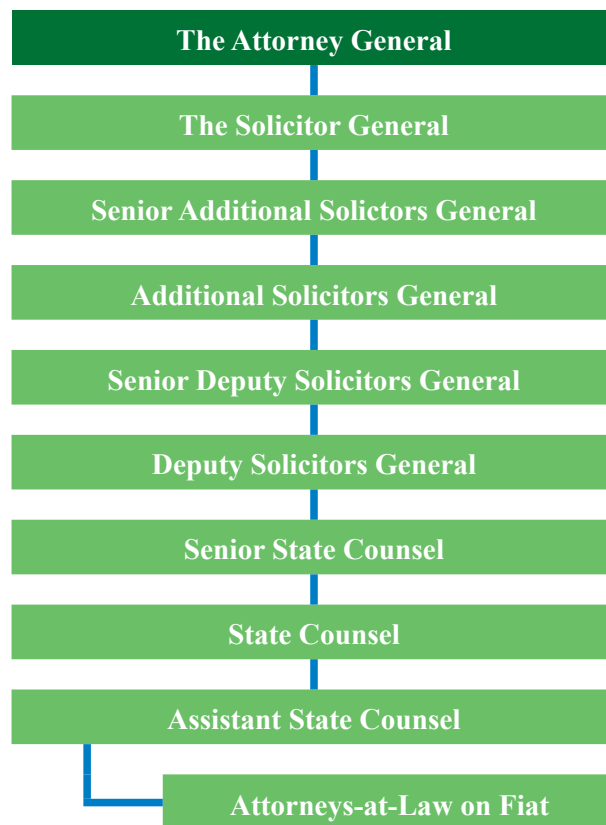 The Attorney General
The Solicitor General
Senior Additional Solictors General
Additional Solicitors General
Senior Deputy Solicitors General
Deputy Solicitors General
Senior State Counsel
State Counsel
Assistant State Counsel
Attorneys-at-Law on Fiat